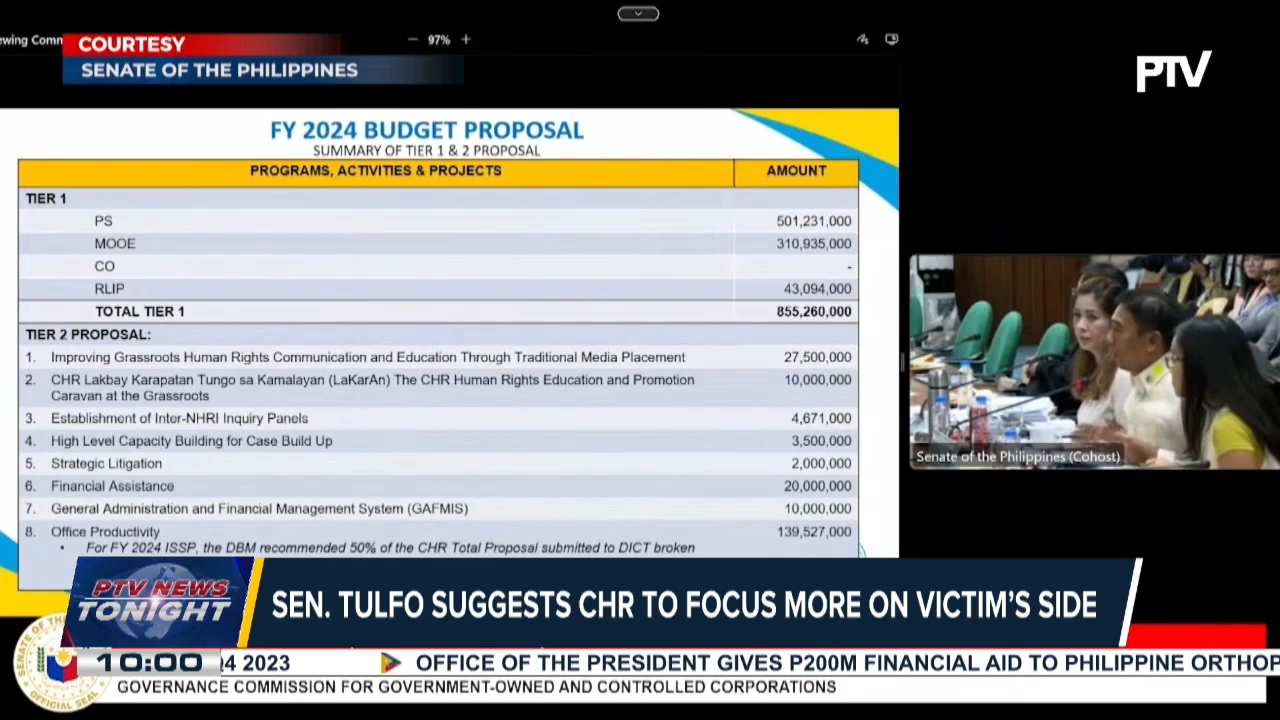 ewing Comm
97%
COURTESY
SENATE OF THE PHILIPPINES
PTV
FY 2024 BUDGET PROPOSAL
SUMMARY OF TIER 1 & 2 PROPOSAL
PROGRAMS, ACTIVITIES & PROJECTS AMOUNT
TIER 1
PS 501,231,000
MOOE 310,935,000
CO -
RLIP 43,094,000
TOTAL TIER 1 855,260,000
TIER 2 PROPOSAL:
1. Improving Grassroots Human Rights Communication and Education Through Traditional Media Placement 27,500,000
2. CHR Lakbay Karapatan Tungo sa Kamalayan (LaKarAn) The CHR Human Rights Education and Promotion 10,000,000
Caravan at the Grassroots
3. Establishment of Inter-NHRI Inquiry Panels 4,671,000
4. High Level Capacity Building for Case Build Up 3,500,000
5. Strategic Litigation 2,000,000
6. Financial Assistance 20,000,000
7. General Administration and Financial Management System (GAFMIS) 10,000,000
8. Office Productivity 139,527,000
• For FY 2024 ISSP, the DBM recommended 50% of the CHR Total Proposal submitted to DICT broken
Senate of the Philippines (Cohost)
PTV NEWS
TONIGHT
SEN. TULFO SUGGESTS CHR TO FOCUS MORE ON VICTIM'S SIDE
10:00
Q4 2023 OFFICE OF THE PRESIDENT GIVES P200M FINANCIAL AID TO PHILIPPINE ORTHOP
GOVERNANCE COMMISSION FOR GOVERNMENT-OWNED AND CONTROLLED CORPORATIONS